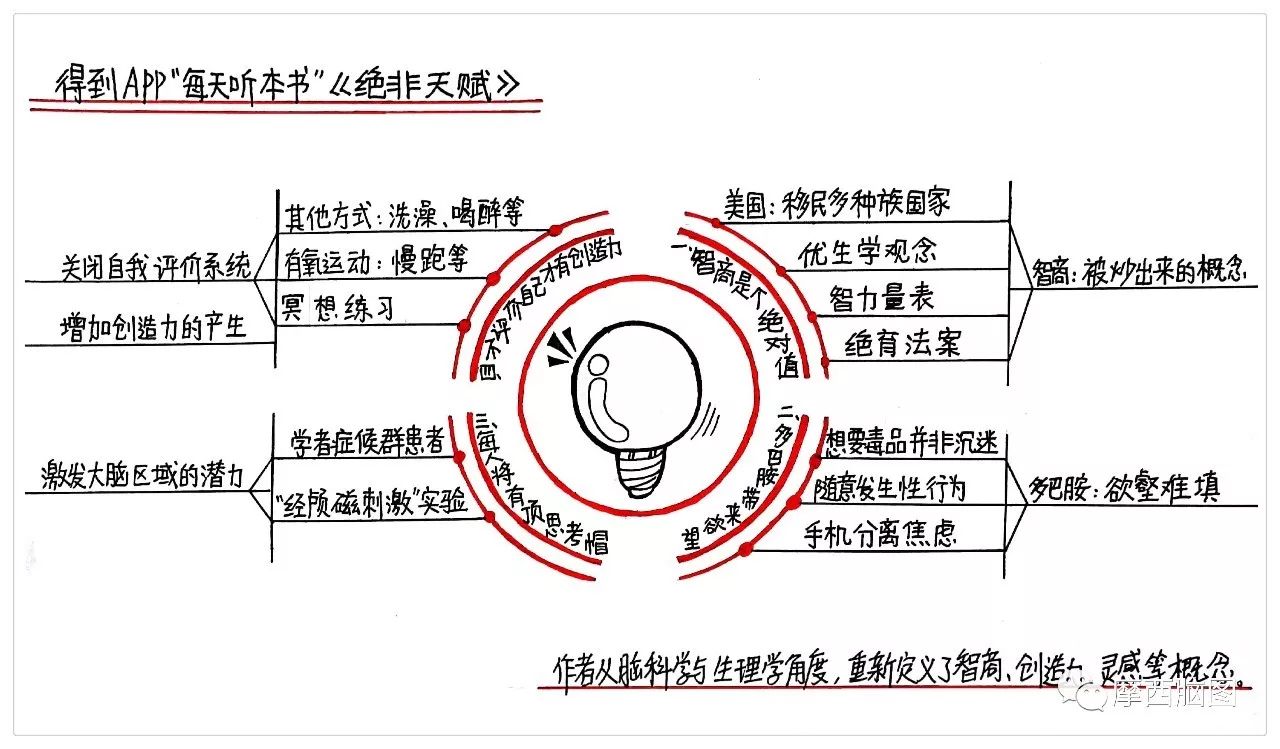 得到APP“每天听本书”《绝非天赋》
一、智商是个绝对值
美国：移民多种族国家
优生学观念
智力量表
绝育法案
智商：被炒出来的概念
二、多巴胺带来欲望
想要毒品并非沉迷
随意发生性行为
手机分离焦虑
多巴胺：欲壑难填
三、每人将有顶思考帽
学者症候群患者
“经颅磁刺激”实验
激发大脑区域的潜力
四、不评价自己才有创造力
其他方式：洗澡、喝醉等
有氧运动：慢跑等
冥想练习
关闭自我评价系统
增加创造力的产生
作者从脑科学与生理学角度，重新定义了智商、创造力、灵感等概念。
摩西脑图